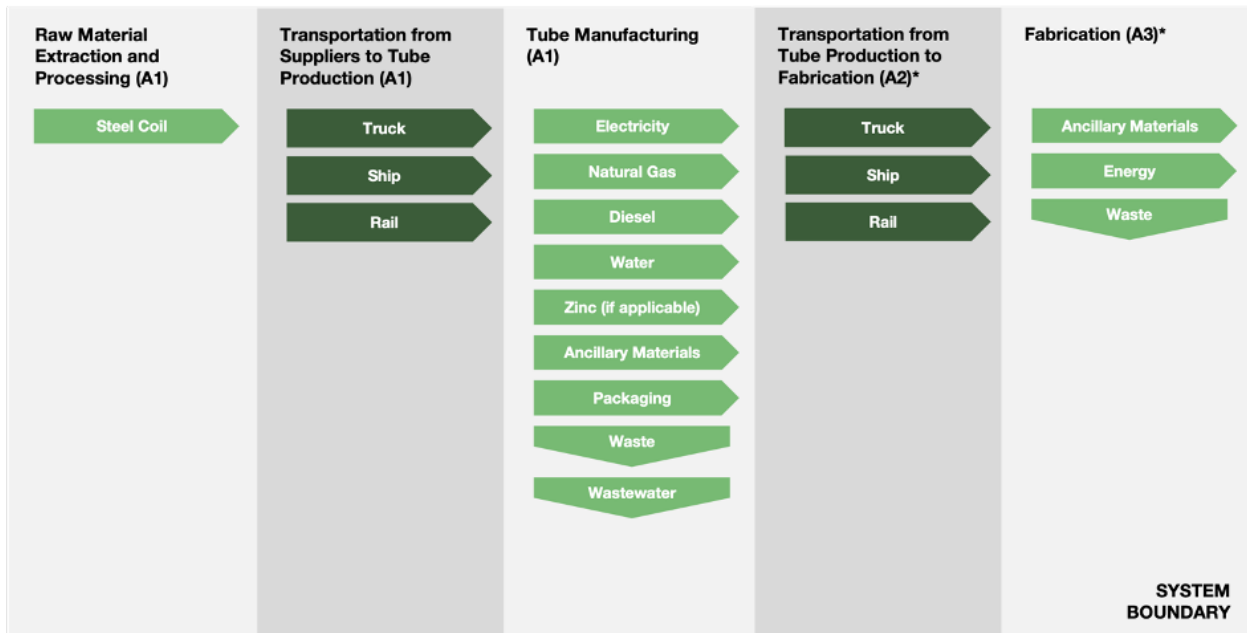 Raw Material
Extraction and
Processing (A1)
Steel Coil
Transportation from
Suppliers to Tube
Production (A1)
Truck
Ship
Rail
Tube Manufacturing
(A1)
Electricity
Natural Gas
Diesel
Water
Zinc (if applicable)
Ancillary Materials
Packaging
Waste
Wastewater
Transportation from
Tube Production to
Fabrication (A2)*
Truck
Ship
Rail
Fabrication (A3)*
Ancillary Materials
Energy
Waste
SYSTEM
BOUNDARY